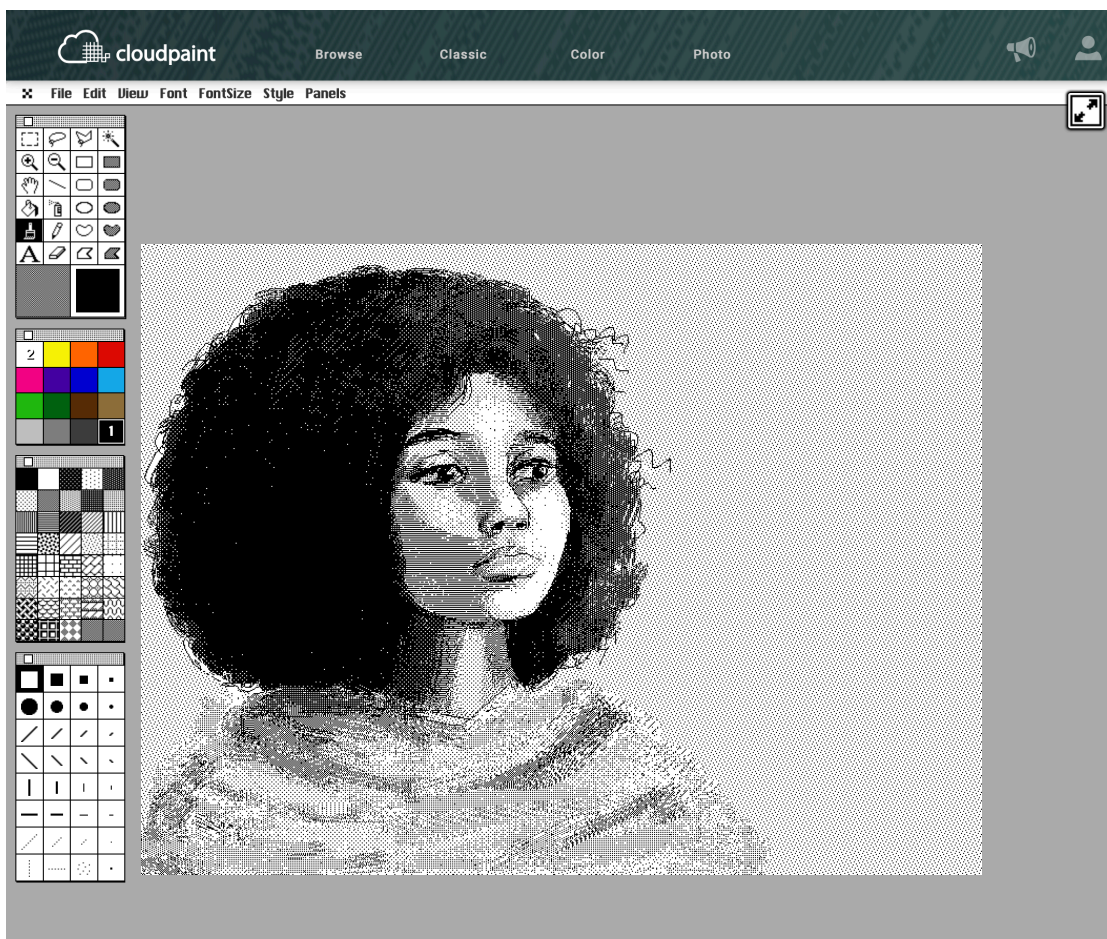 cloudpaint Browse Classic Color Photo
File Edit View Font FontSize Style Panels
A
2
1